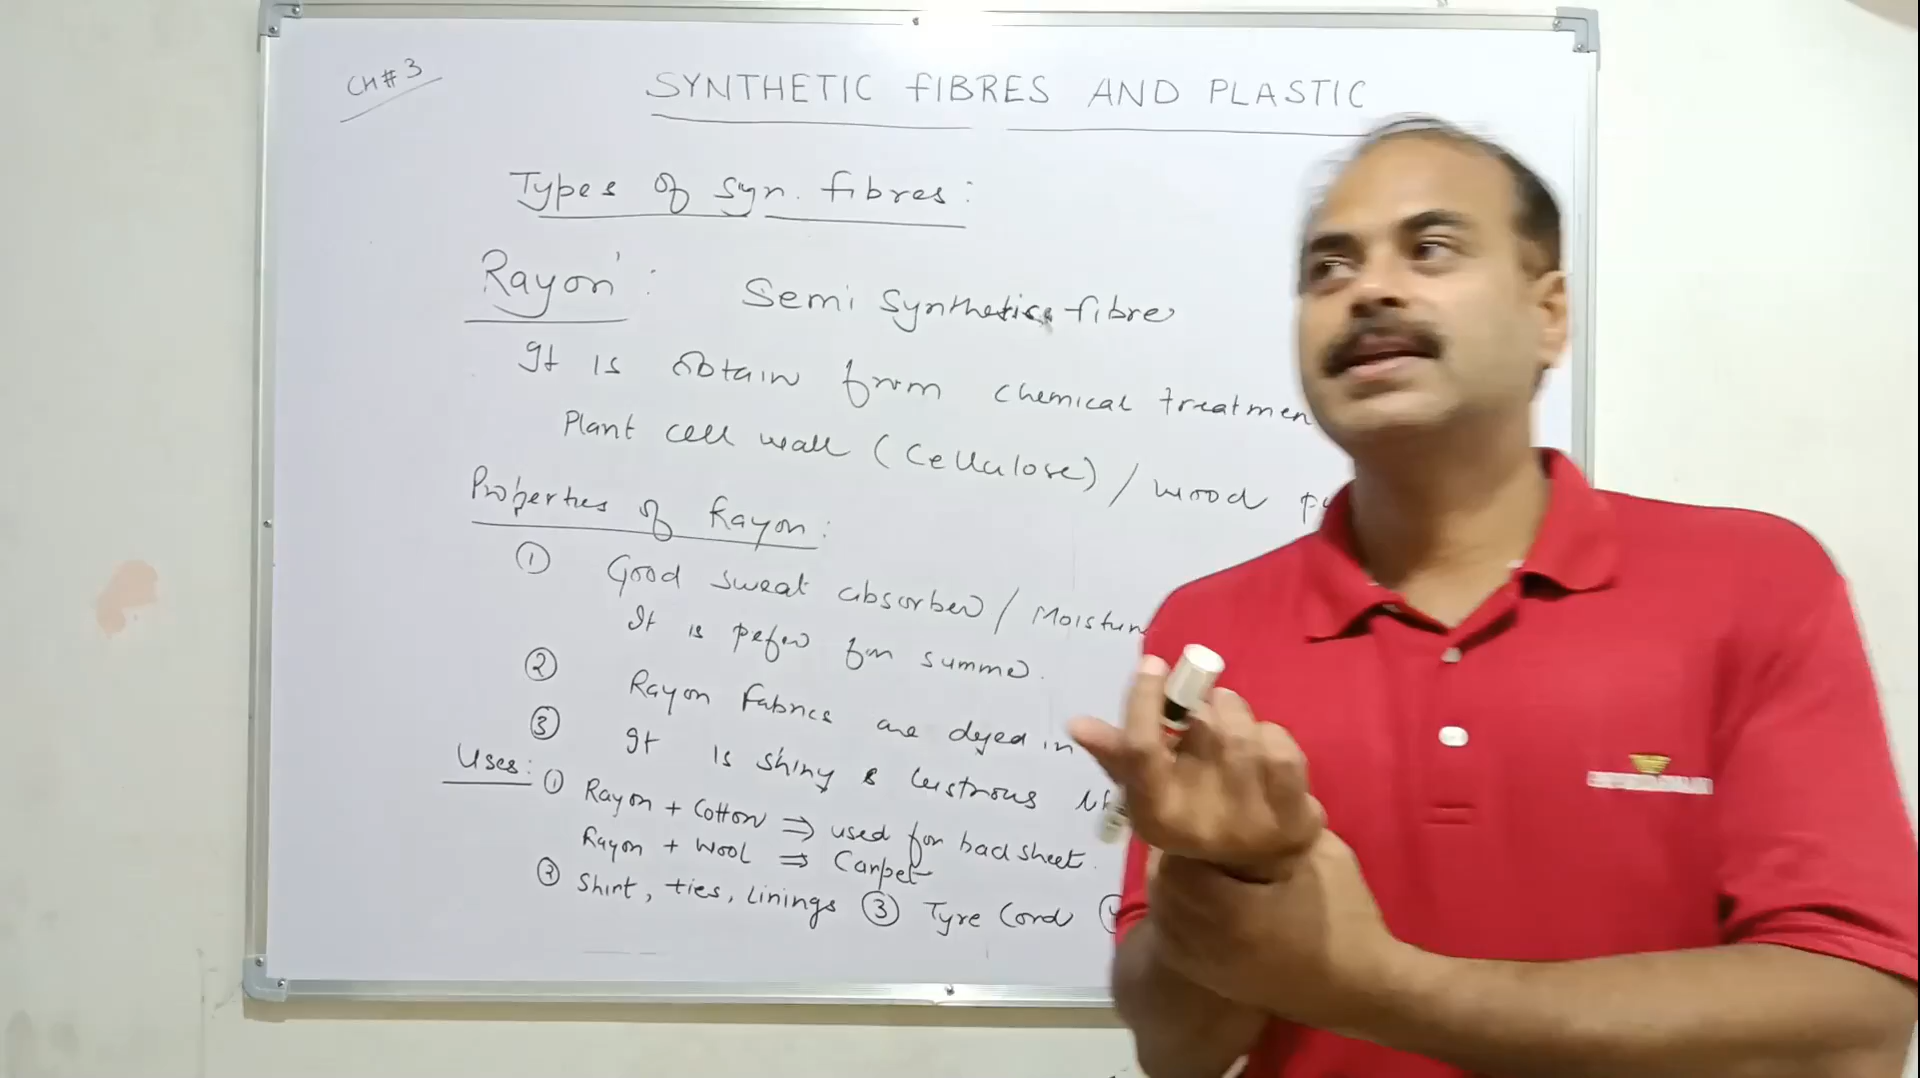 CH#3
SYNTHETIC FIBRES AND PLASTIC
Types of Syn. fibres:
Rayon: Semi Synthetic fibre
It is obtain from chemical treatmen
Plant cell wall (Cellulose) / wood
Properties of Rayon:
① Good sweat absorber / Moisture
It is prefer for summer.
② Rayon Fabrics are dyed in
③ It is shiny & lustrous
Uses: ① Rayon + Cotton ⇒ used for bad sheet.
Rayon + Wool ⇒ Carpet
② Shirt, ties, Linings ③ Tyre Cord